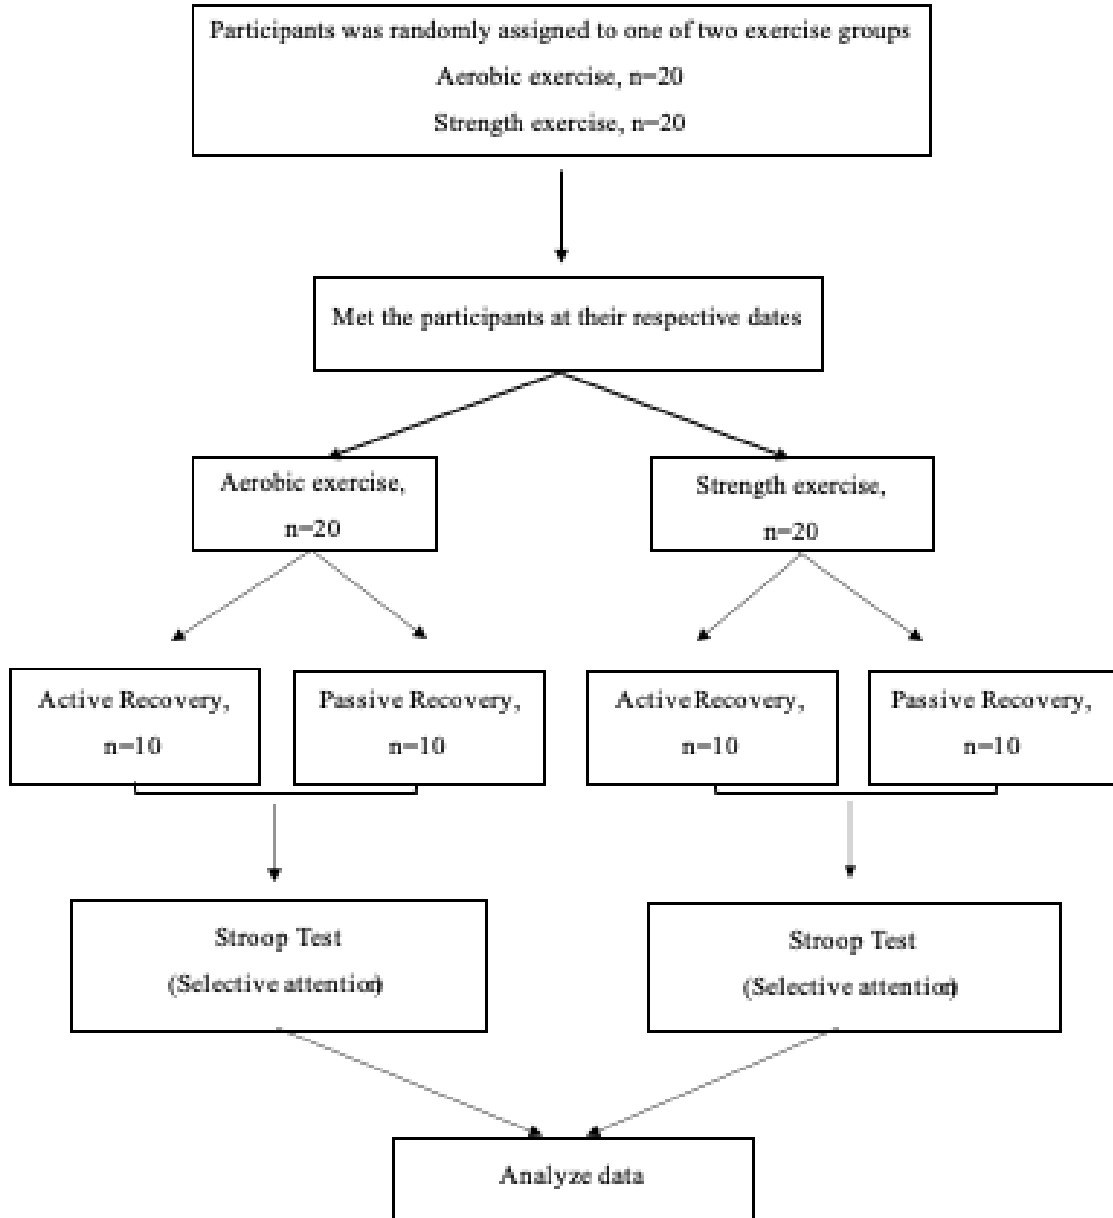 Participants was randomly assigned to one of two exercise groups
Aerobic exercise, n=20
Strength exercise, n=20
Met the participants at their respective dates
Aerobic exercise,
n=20
Strength exercise,
n=20
Active Recovery,
n=10
Passive Recovery,
n=10
Active Recovery,
n=10
Passive Recovery,
n=10
Stroop Test
(Selective attention)
Stroop Test
(Selective attention)
Analyze data